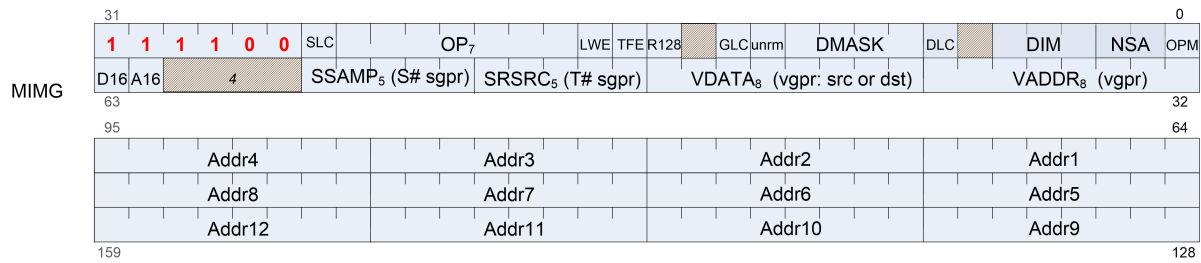 31 0
1 1 1 1 0 0 SLC OP7 LWE TFE R128 GLC unrm DMASK DLC DIM NSA OPM
MIMG
D16 A16 4 SSAMP5 (S# sgpr) SRSRC5 (T# sgpr) VDATA8 (vgpr: src or dst) VADDR8 (vgpr)
63 32
95 64
Addr4 Addr3 Addr2 Addr1
Addr8 Addr7 Addr6 Addr5
Addr12 Addr11 Addr10 Addr9
159 128